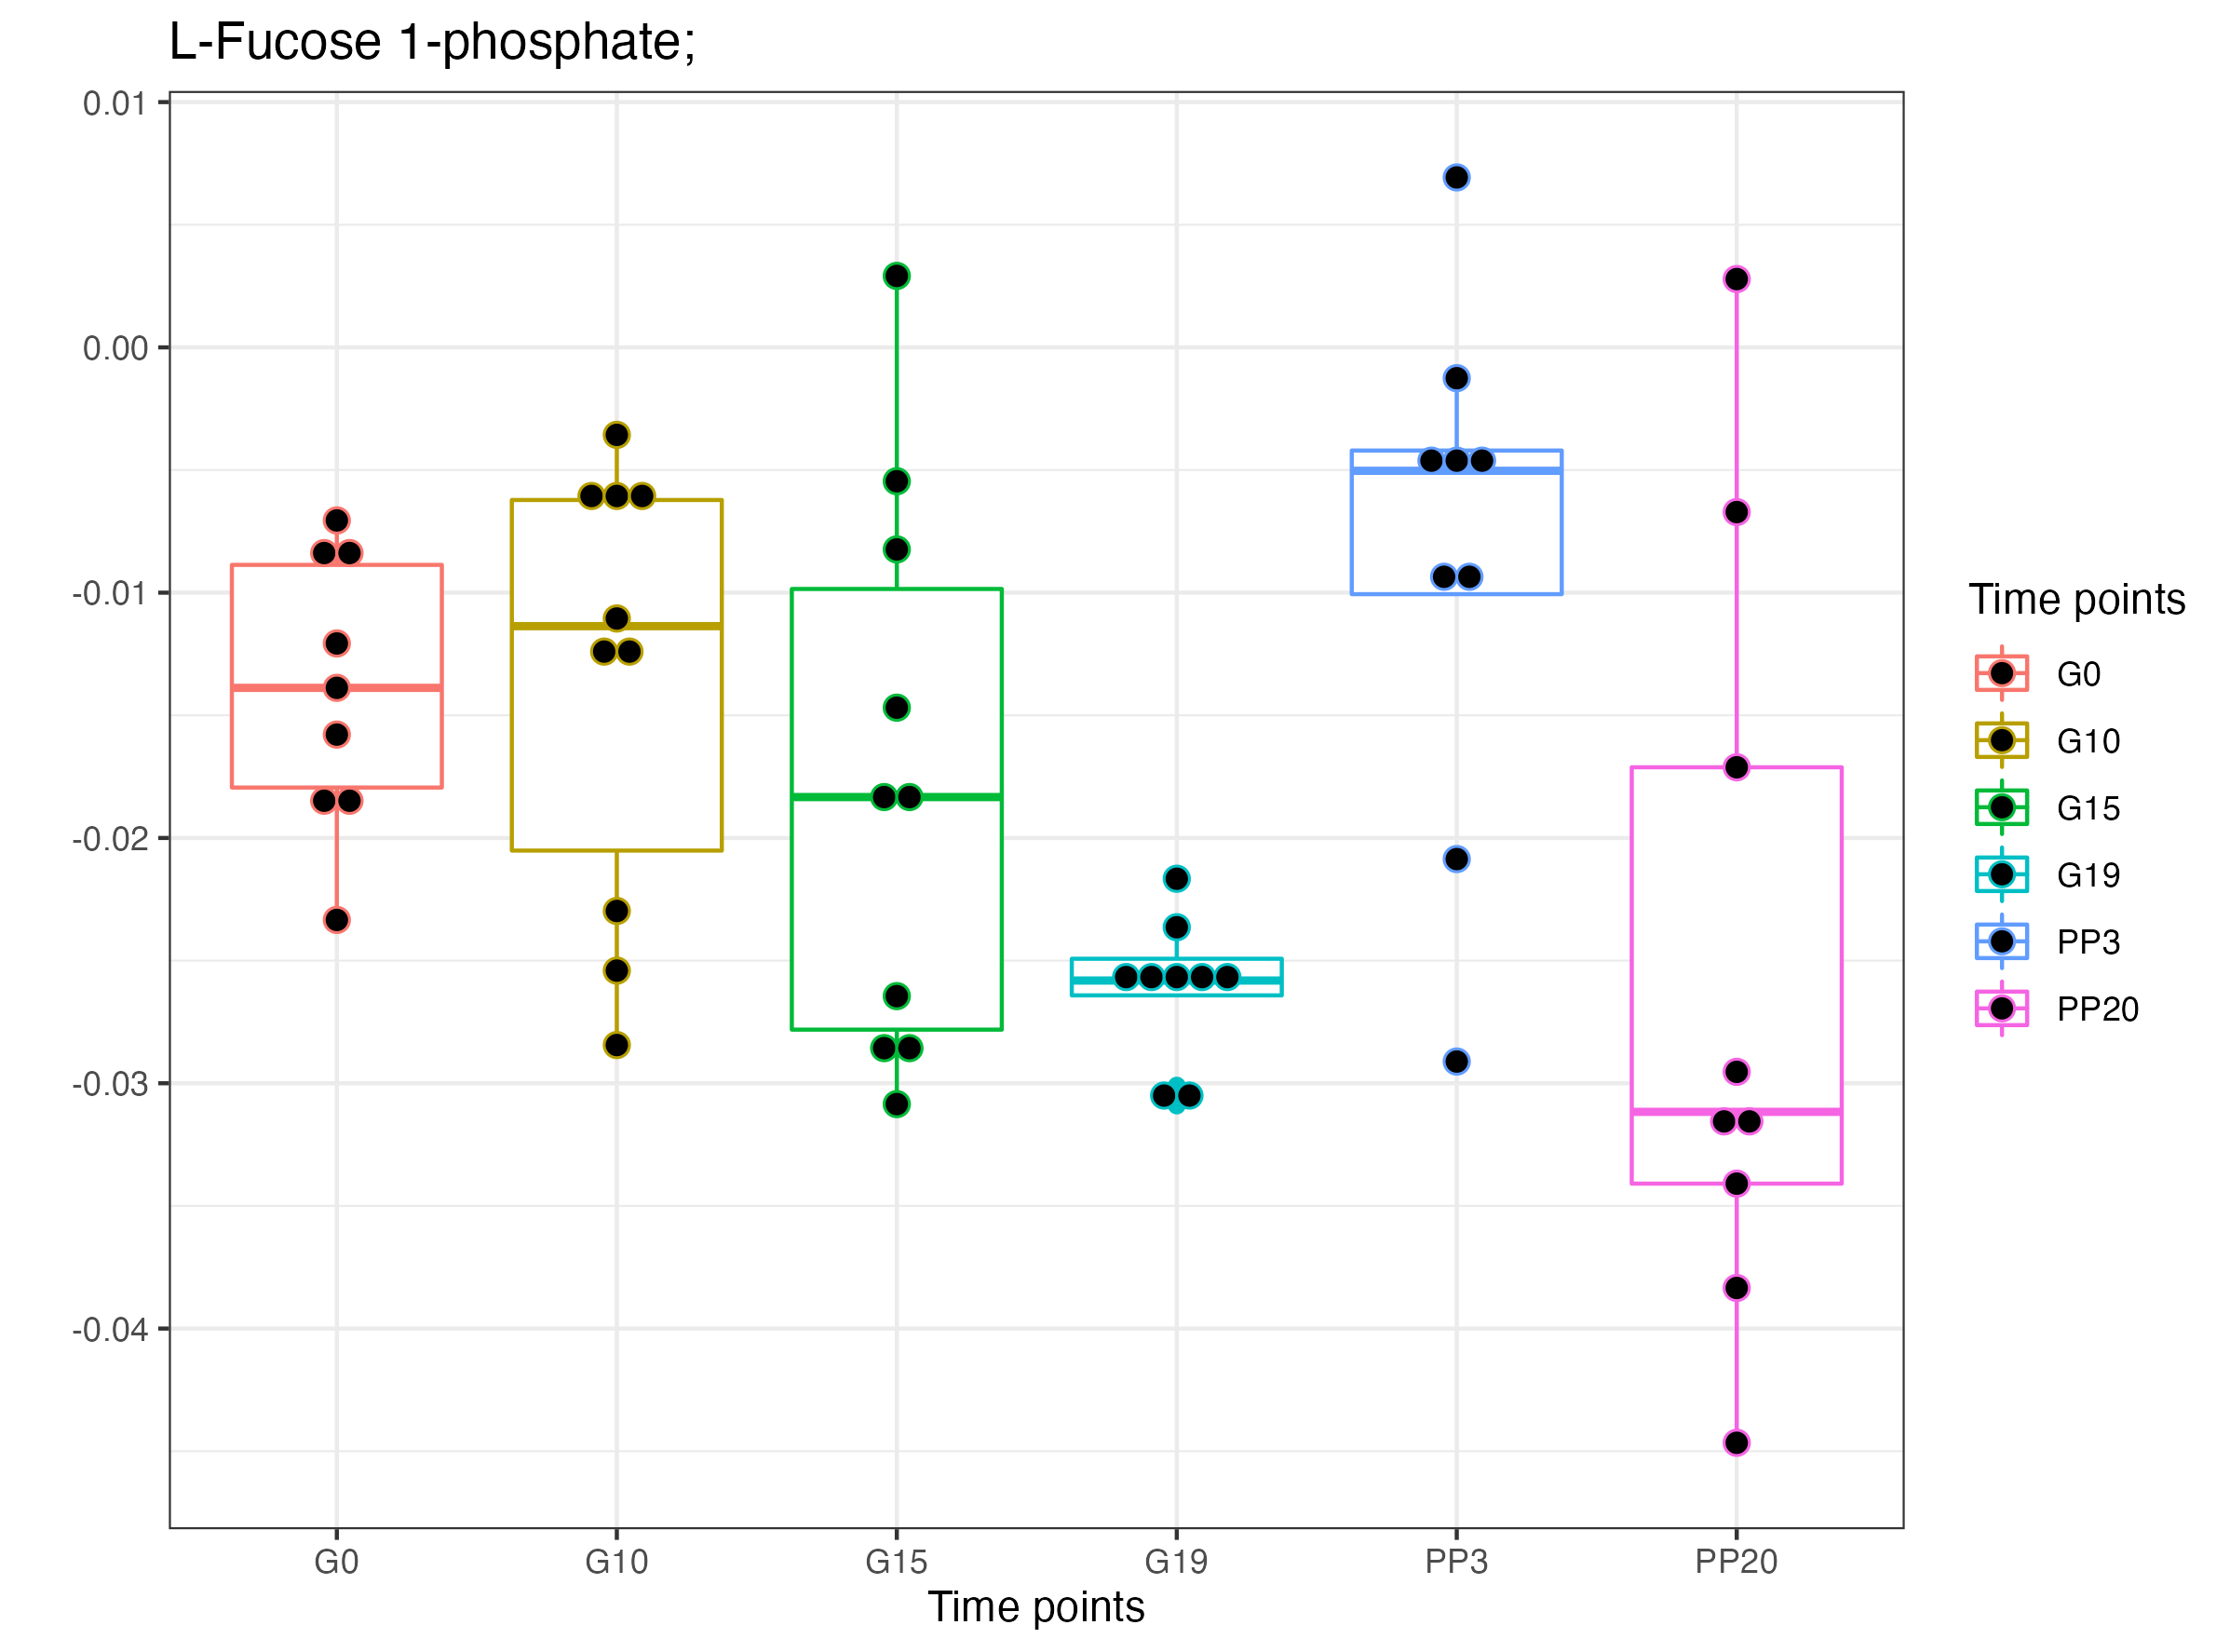 L-Fucose 1-phosphate;
0.01
0.00
-0.01
-0.02
-0.03
-0.04
G0 G10 G15 G19 PP3 PP20
Time points
Time points
G0
G10
G15
G19
PP3
PP20